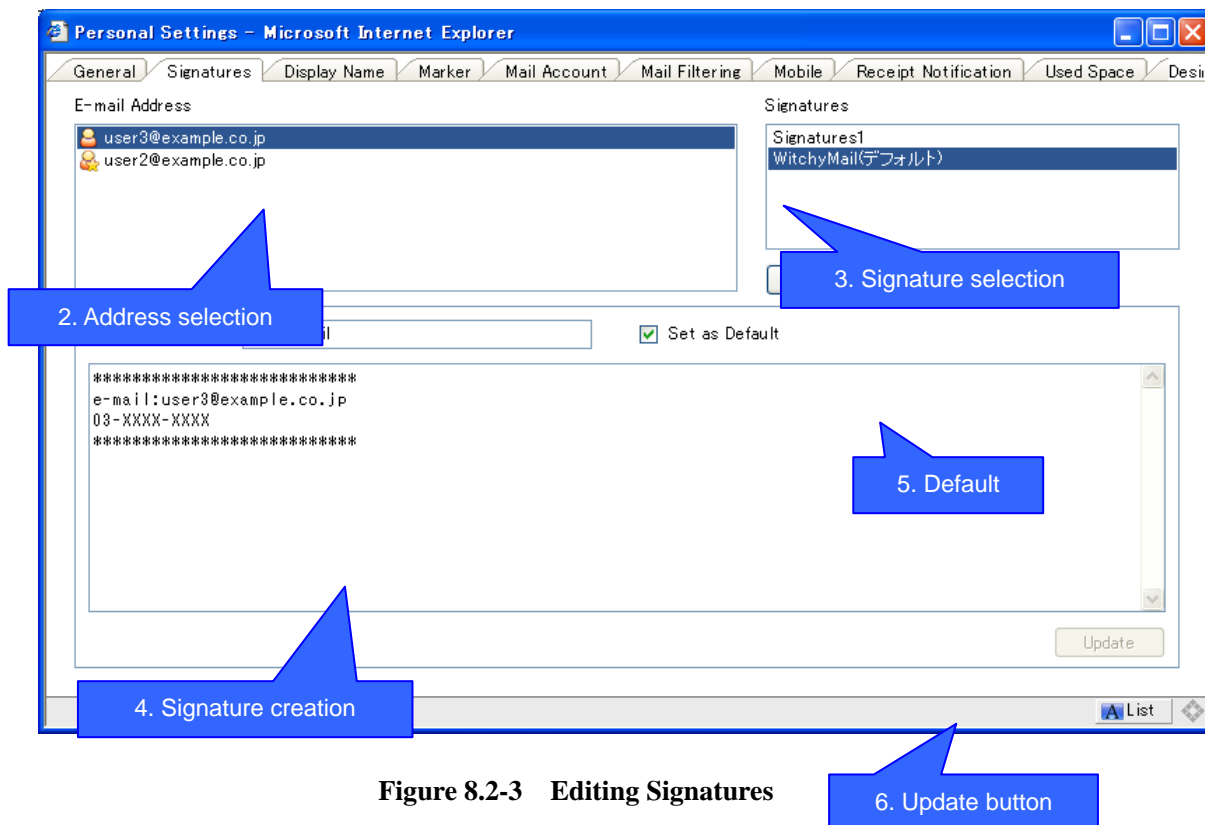 Personal Settings - Microsoft Internet Explorer
General Signatures Display Name Marker Mail Account Mail Filtering Mobile Receipt Notification Used Space
E-mail Address Signatures
user3@example.co.jp Signatures1
user2@example.co.jp WitchyMail(デフォルト)
3. Signature selection
2. Address selection
Set as Default
***************************
e-mail:user3@example.co.jp
03-XXXX-XXXX
***************************
5. Default
Update
4. Signature creation
A List
Figure 8.2-3 Editing Signatures
6. Update button